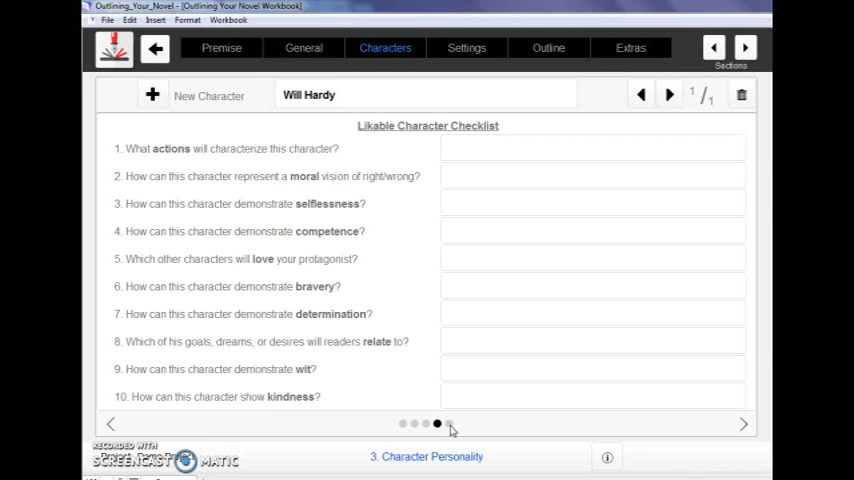 Outlining_Your_Novel - [Outlining Your Novel Workbook]
File Edit Insert Format Workbook
Premise General Characters Settings Outline Extras
Sections
New Character Will Hardy 1/1
Likable Character Checklist
1. What actions will characterize this character?
2. How can this character represent a moral vision of right/wrong?
3. How can this character demonstrate selflessness?
4. How can this character demonstrate competence?
5. Which other characters will love your protagonist?
6. How can this character demonstrate bravery?
7. How can this character demonstrate determination?
8. Which of his goals, dreams, or desires will readers relate to?
9. How can this character demonstrate wit?
10. How can this character show kindness?
RECORDED WITH
SCREENCAST MATIC
3. Character Personality